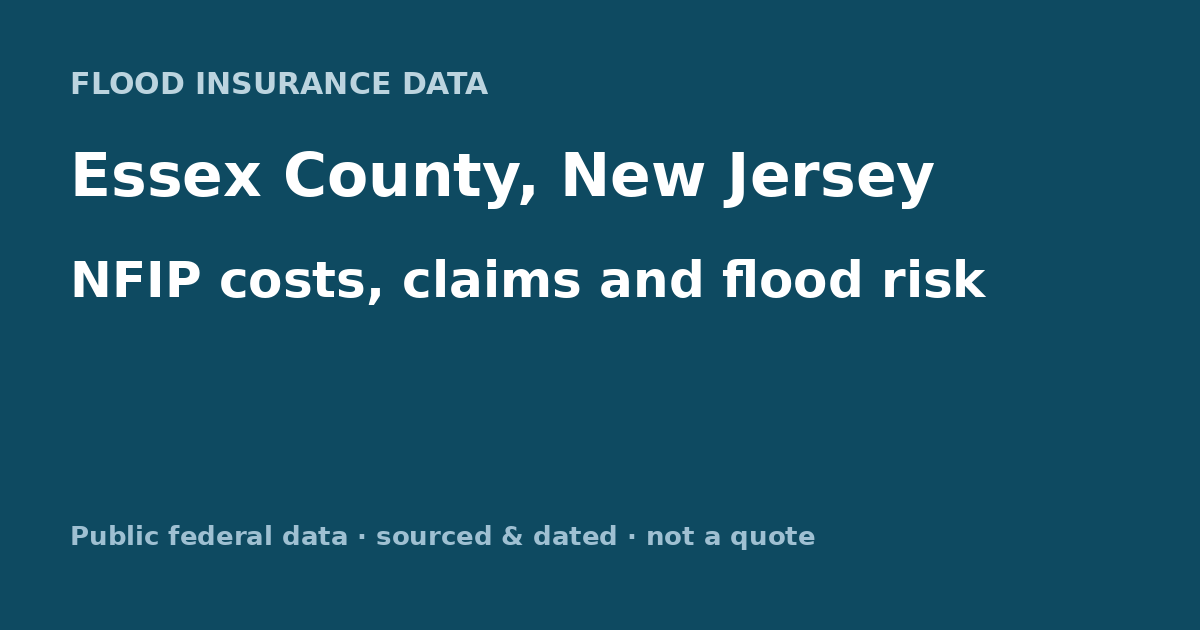 FLOOD INSURANCE DATA
Essex County, New Jersey
NFIP costs, claims and flood risk
Public federal data · sourced & dated · not a quote